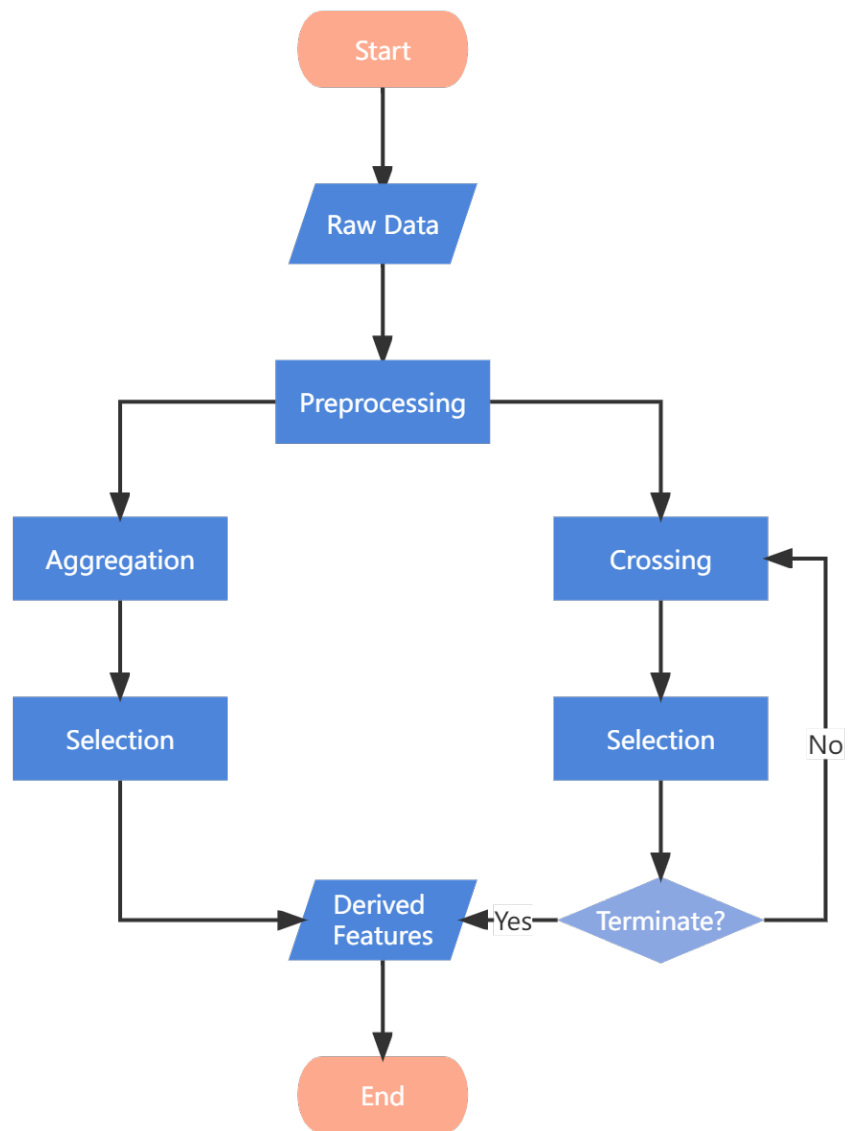 Start
Raw Data
Preprocessing
Aggregation
Crossing
Selection
Selection
No
Derived
Features
Yes
Terminate?
End